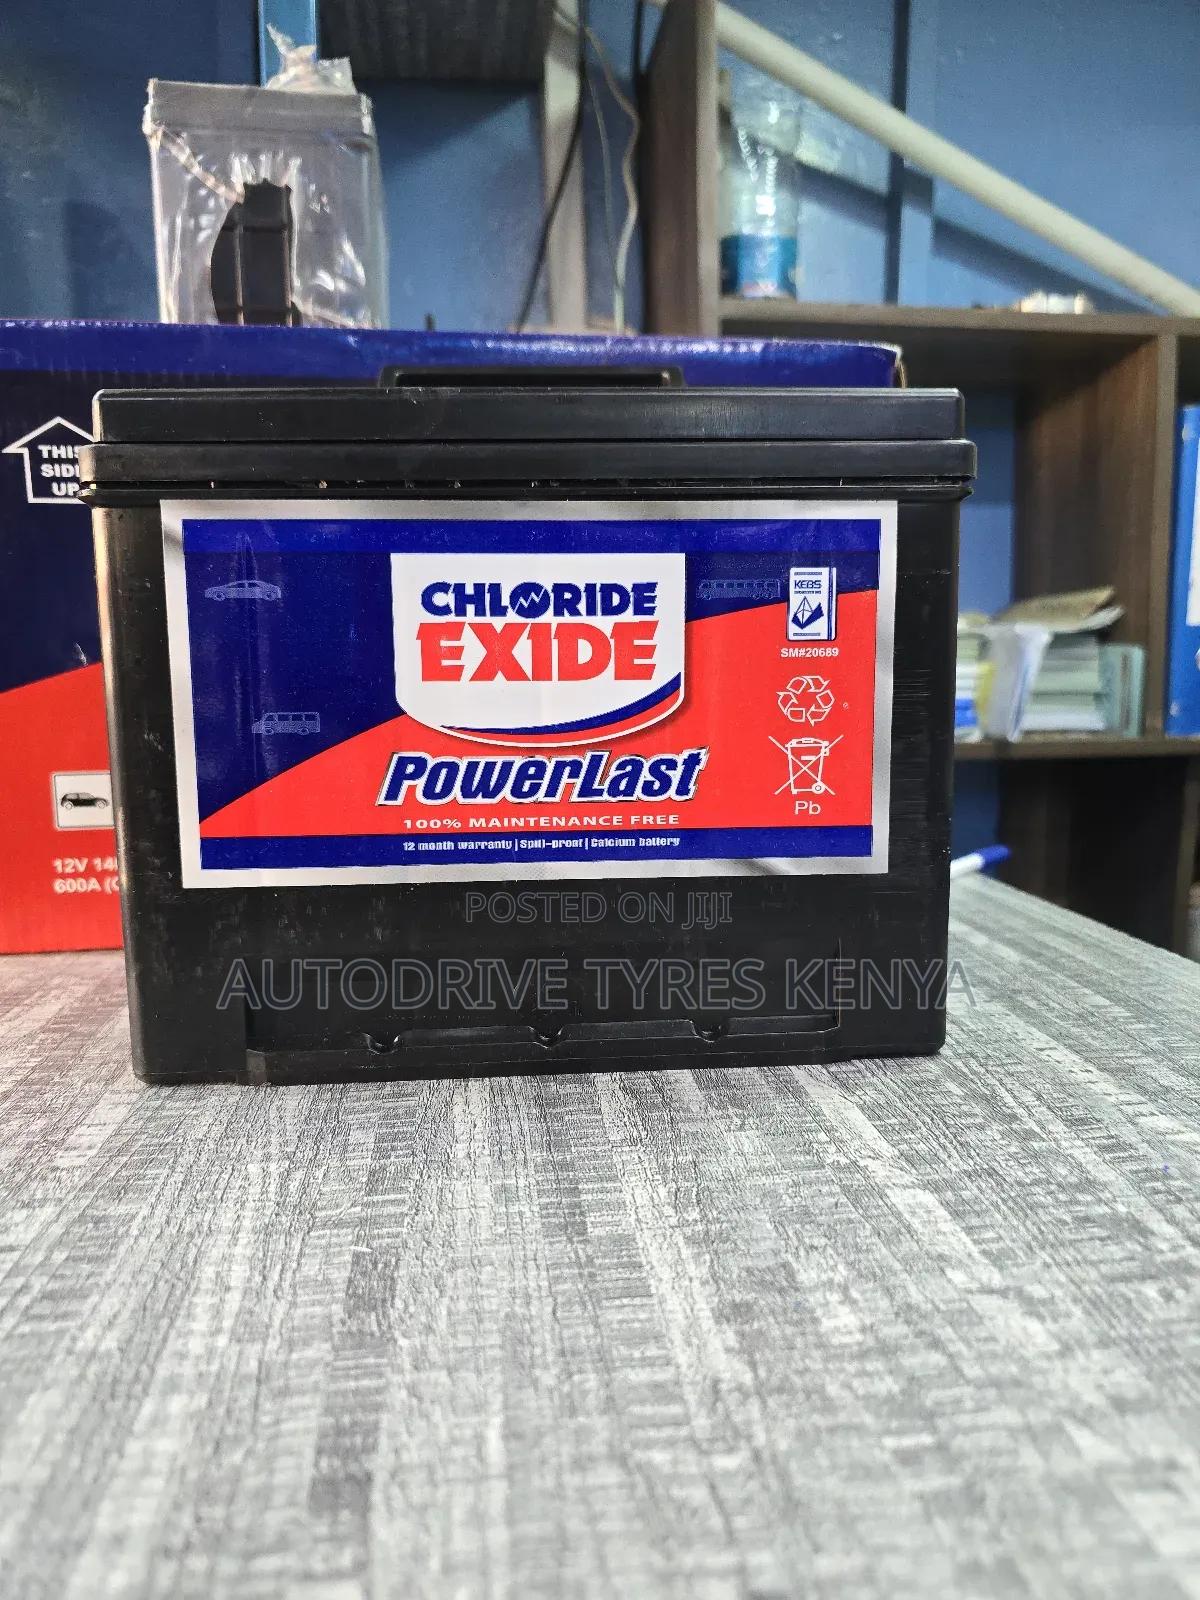 THIS
SIDE
UP
CHLORIDE
EXIDE
KEBS
SM#20689
PowerLast
Pb
100% MAINTENANCE FREE
12 month warranty | Spill-proof | Calcium battery
12V 14
600A (
POSTED ON JIJI
AUTODRIVE TYRES KENYA